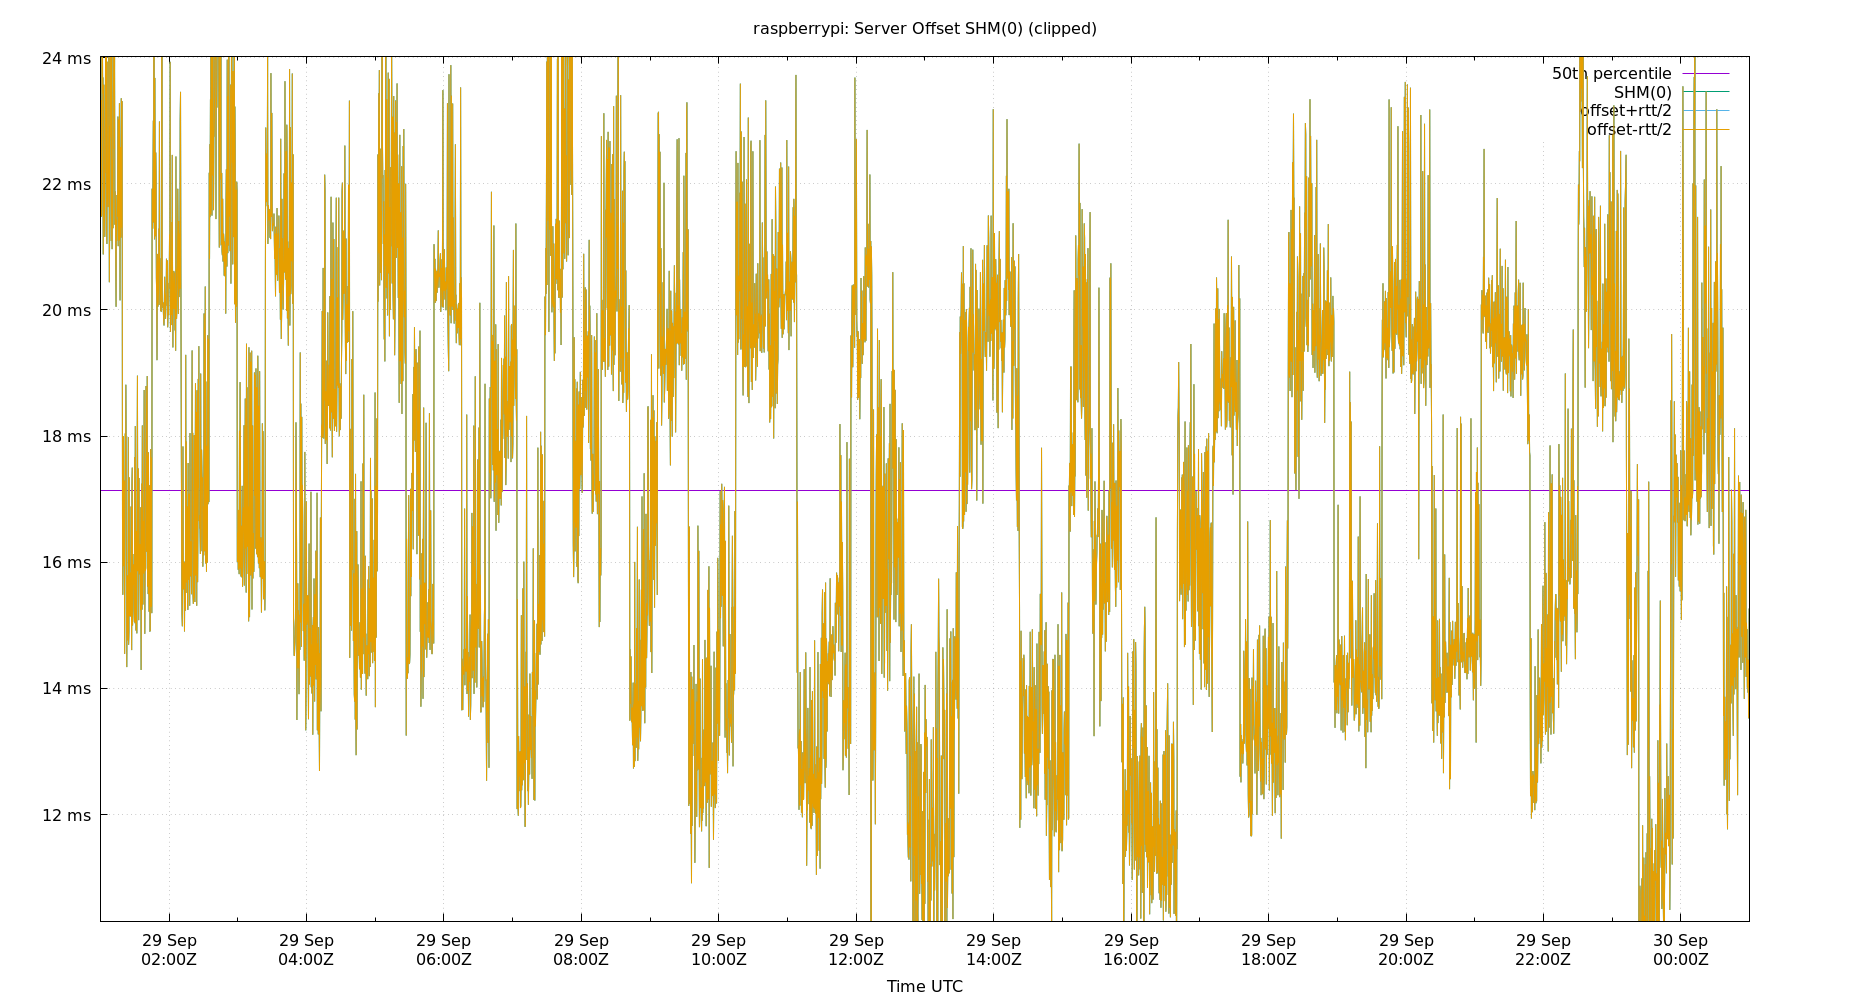 raspberrypi: Server Offset SHM(0) (clipped)
24 ms
22 ms
20 ms
18 ms
16 ms
14 ms
12 ms
50th percentile
SHM(0)
offset+rtt/2
offset-rtt/2
29 Sep 29 Sep 29 Sep 29 Sep 29 Sep 29 Sep 29 Sep 29 Sep 29 Sep 29 Sep 29 Sep 30 Sep
02:00Z 04:00Z 06:00Z 08:00Z 10:00Z 12:00Z 14:00Z 16:00Z 18:00Z 20:00Z 22:00Z 00:00Z
Time UTC